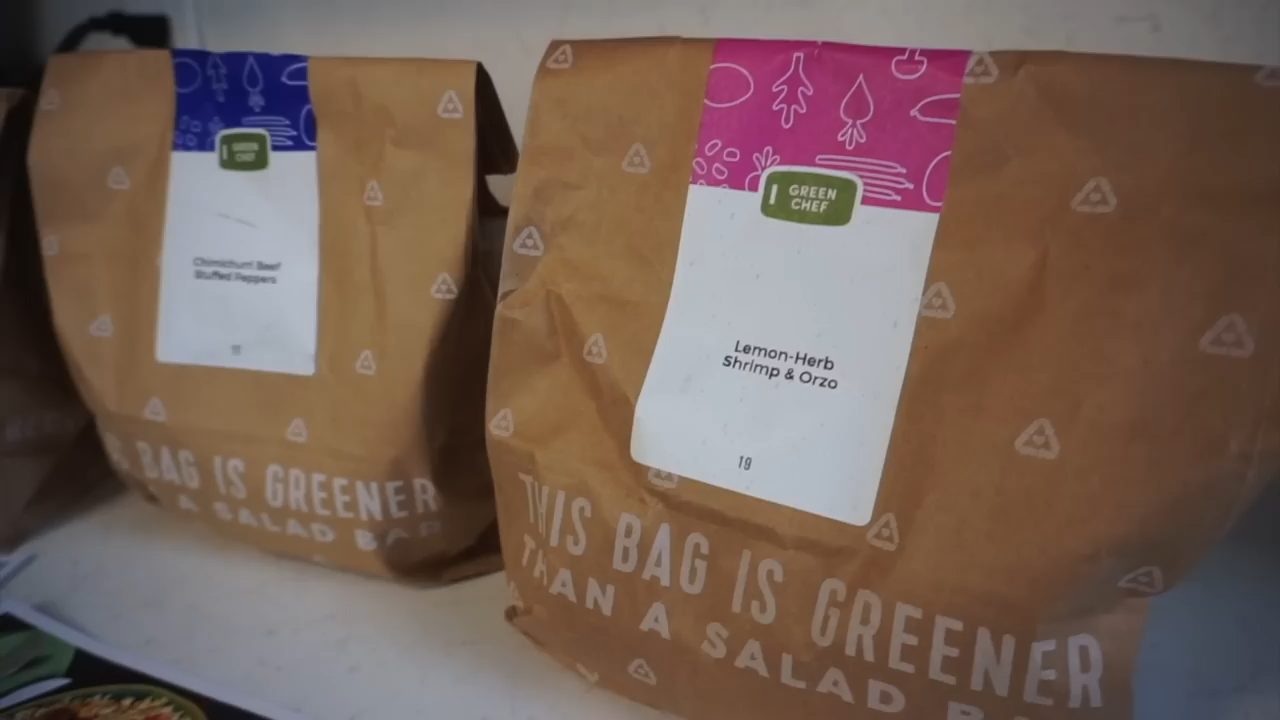 GREEN
CHEF
Chimichurri Beef
Stuffed Peppers
BAG IS GREENER
A SALAD BAR
GREEN
CHEF
Lemon-Herb
Shrimp & Orzo
19
THIS BAG IS GREENER
THAN A SALAD